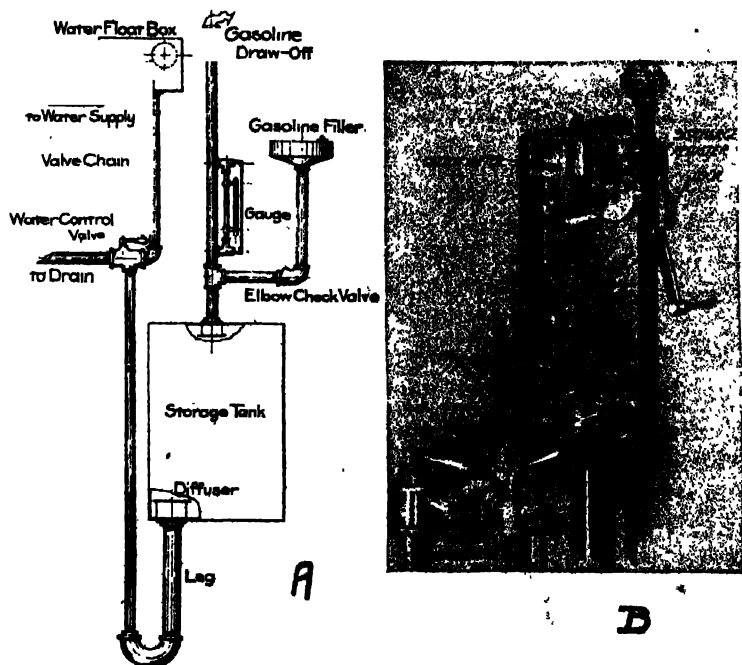 Water Float Box
Gasoline
Draw-Off
to Water Supply
Gasoline Filler
Valve Chain
Gauge
Water Control
Valve
to Drain
Elbow Check Valve
Storage Tank
Diffuser
Leg
A
B